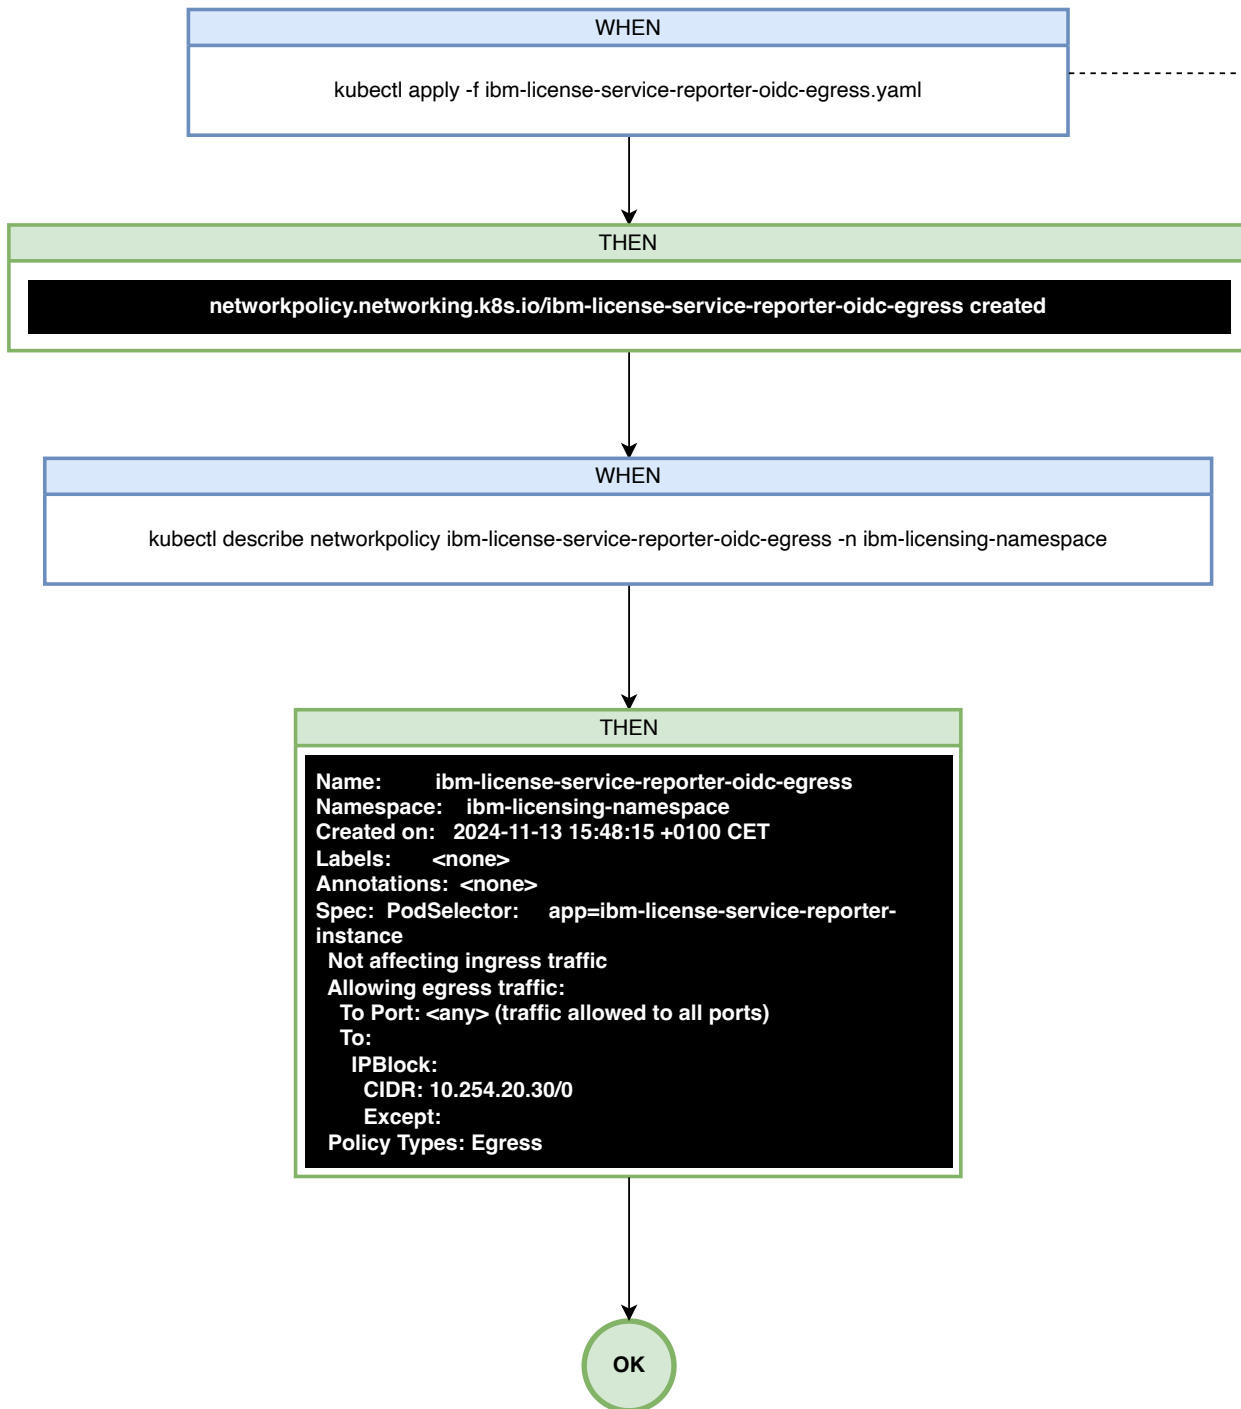 WHEN
kubectl apply -f ibm-license-service-reporter-oidc-egress.yaml
THEN
networkpolicy.networking.k8s.io/ibm-license-service-reporter-oidc-egress created
WHEN
kubectl describe networkpolicy ibm-license-service-reporter-oidc-egress -n ibm-licensing-namespace
THEN
Name: ibm-license-service-reporter-oidc-egress
Namespace: ibm-licensing-namespace
Created on: 2024-11-13 15:48:15 +0100 CET
Labels: <none>
Annotations: <none>
Spec: PodSelector: app=ibm-license-service-reporter-
instance
Not affecting ingress traffic
Allowing egress traffic:
To Port: <any> (traffic allowed to all ports)
To:
IPBlock:
CIDR: 10.254.20.30/0
Except:
Policy Types: Egress
OK